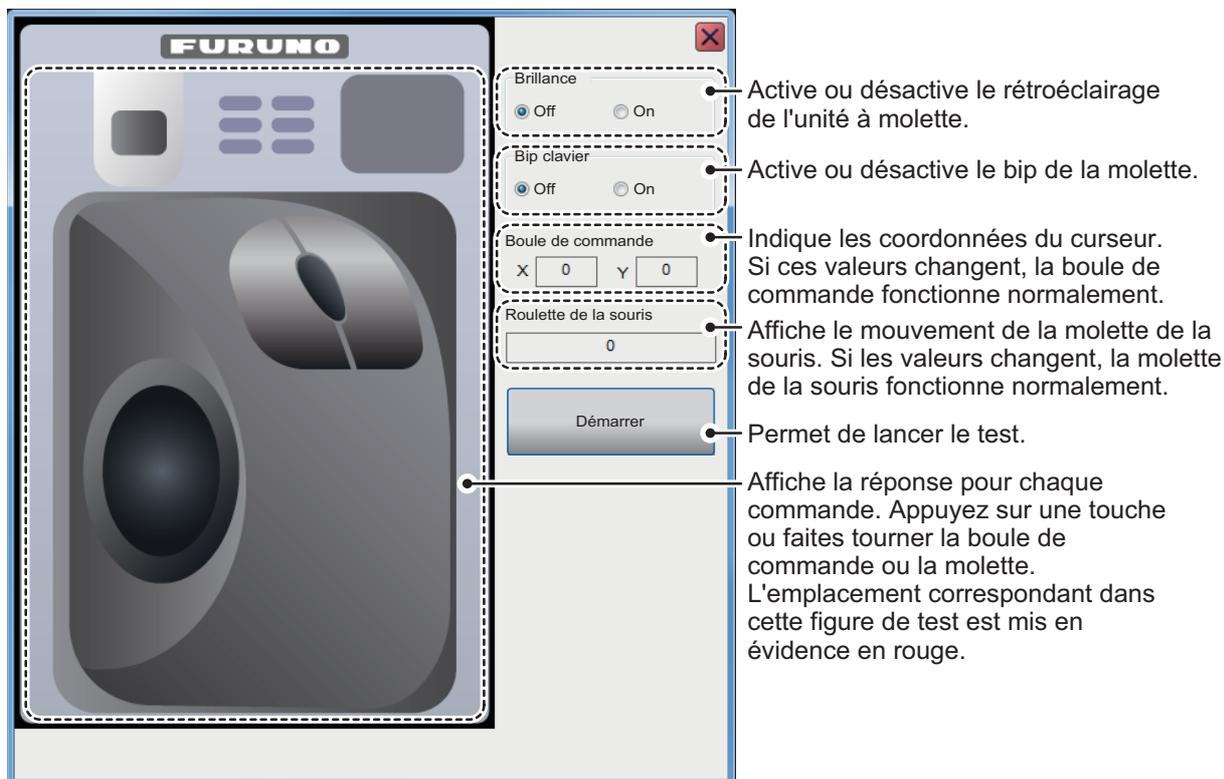 FURUNO
Brillance
Off On
Bip clavier
Off On
Boule de commande
X 0 Y 0
Roulette de la souris
0
Démarrer
Active ou désactive le rétroéclairage
de l'unité à molette.
Active ou désactive le bip de la molette.
Indique les coordonnées du curseur.
Si ces valeurs changent, la boule de
commande fonctionne normalement.
Affiche le mouvement de la molette de la
souris. Si les valeurs changent, la molette
de la souris fonctionne normalement.
Permet de lancer le test.
Affiche la réponse pour chaque
commande. Appuyez sur une touche
ou faites tourner la boule de
commande ou la molette.
L'emplacement correspondant dans
cette figure de test est mis en
évidence en rouge.